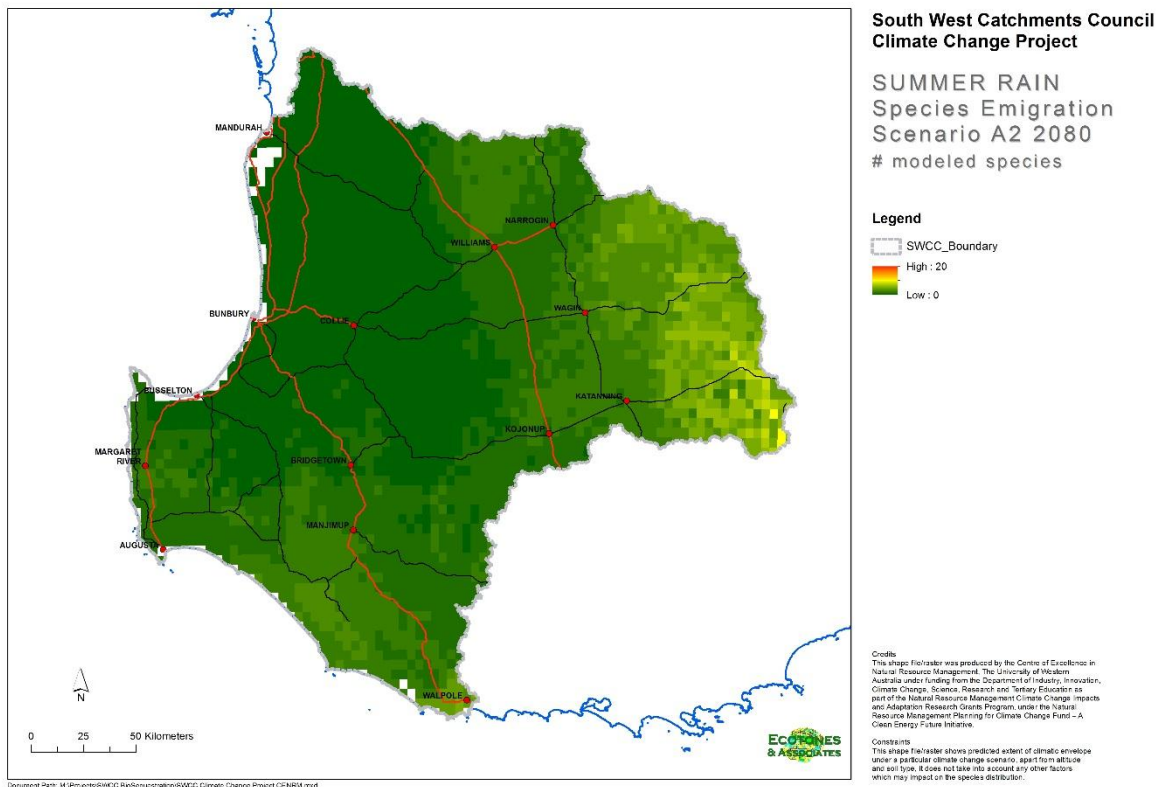 South West Catchments Council
Climate Change Project
SUMMER RAIN
Species Emigration
Scenario A2 2080
# modeled species
Legend
SWCC_Boundary
High : 20
Low : 0
MANDURAH
NARROGIN
WILLIAMS
WAGIN
BUNBURY
COLLIE
BUSSELTON
KATANNING
KOJONUP
MARGARET
RIVER
BRIDGETOWN
MANJIMUP
AUGUSTA
WALPOLE
N
0 25 50 Kilometers
ECOTONES
& ASSOCIATES
Credits
This shape file/raster was produced by the Centre of Excellence in
Natural Resource Management, The University of Western
Australia under funding from the Department of Industry, Innovation,
Climate Change, Science, Research and Tertiary Education as
part of the Natural Resource Management Climate Change Impacts
and Adaptation Research Grants Program, under the Natural
Resource Management Planning for Climate Change Fund – A
Clean Energy Future Initiative.
Constraints
This shape file/raster shows predicted extent of climatic envelope
under a particular climate change scenario, apart from altitude
and soil type, it does not take into account any other factors
which may impact on the species distribution.